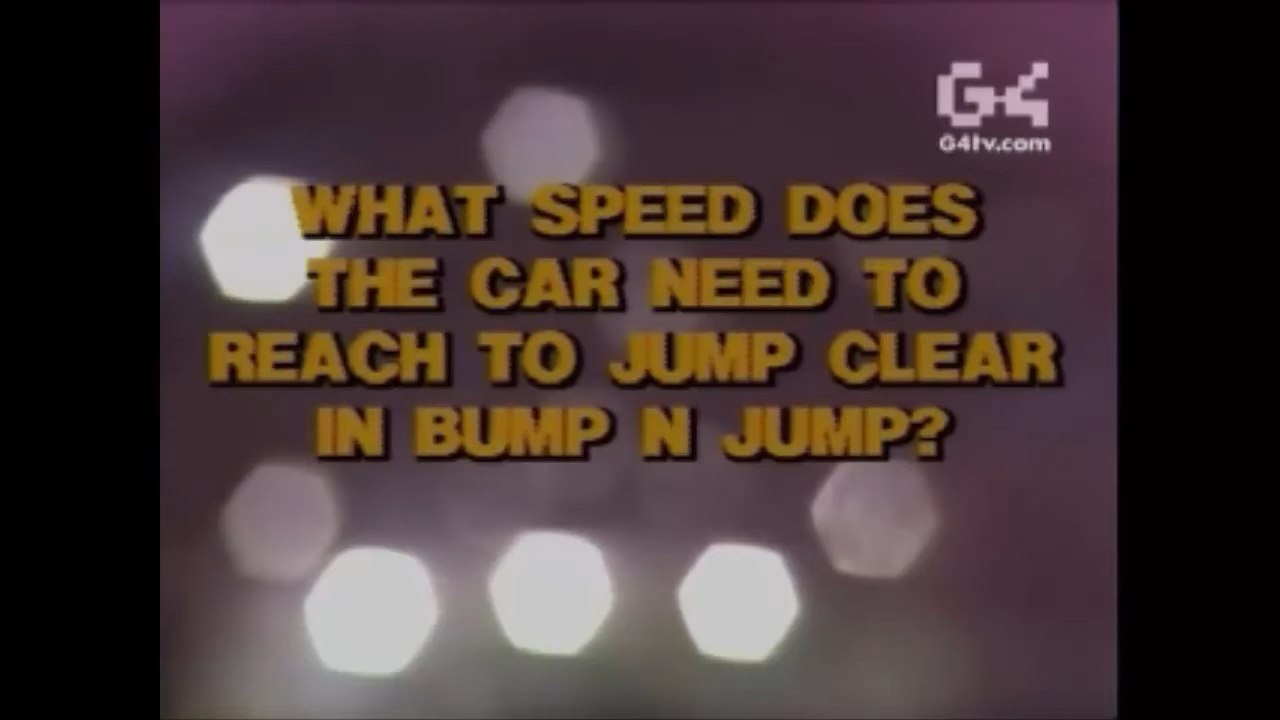 G4
G4tv.com
WHAT SPEED DOES
THE CAR NEED TO
REACH TO JUMP CLEAR
IN BUMP N JUMP?